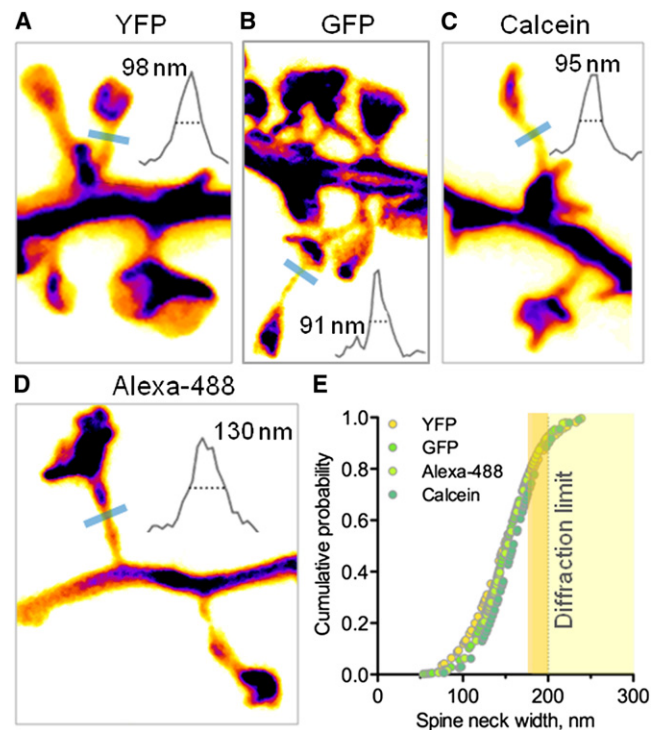 A YFP
98 nm
B GFP
91 nm
C Calcein
95 nm
D Alexa-488
130 nm
E
YFP
GFP
Alexa-488
Calcein
Diffraction limit
Cumulative probability
1.0
0.8
0.6
0.4
0.2
0.0
0 100 200 300
Spine neck width, nm